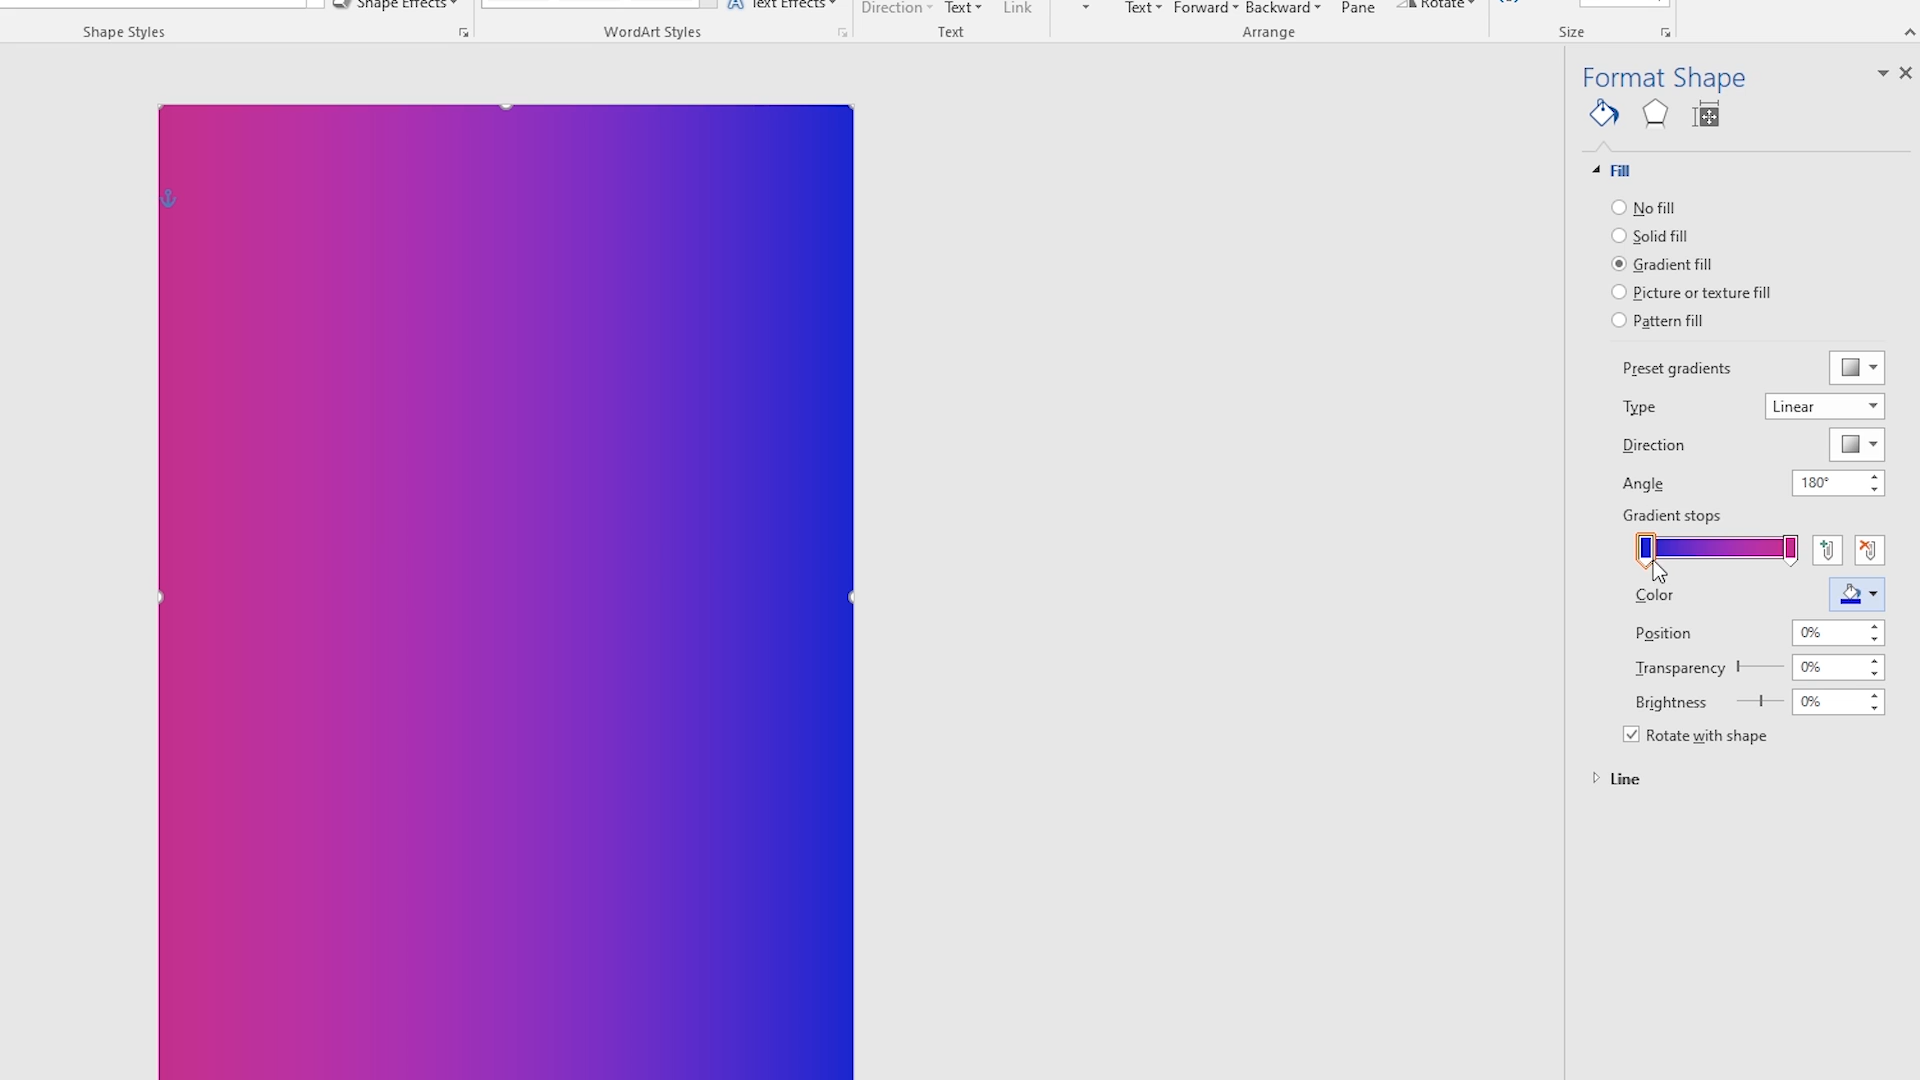 Shape Effects
Text Effects
Direction
Text
Link
Text
Forward
Backward
Pane
Rotate
Shape Styles
WordArt Styles
Text
Arrange
Size
Format Shape
Fill
No fill
Solid fill
Gradient fill
Picture or texture fill
Pattern fill
Preset gradients
Type Linear
Direction
Angle 180°
Gradient stops
Color
Position 0%
Transparency 0%
Brightness 0%
Rotate with shape
Line